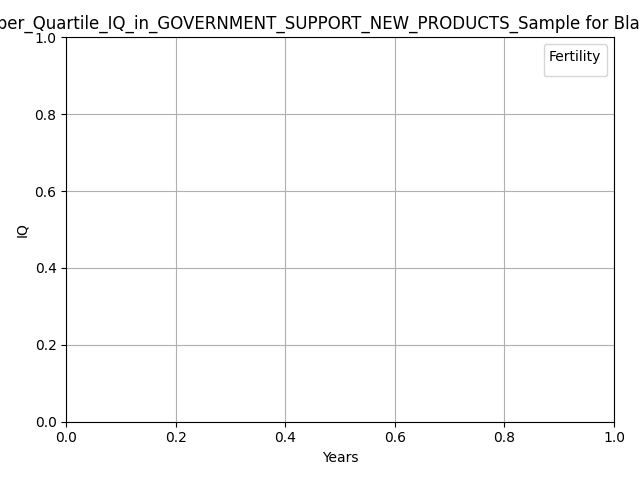 per_Quartile_IQ_in_GOVERNMENT_SUPPORT_NEW_PRODUCTS_Sample for Bla
1.0
Fertility
0.8
0.6
IQ
0.4
0.2
0.0
0.0 0.2 0.4 0.6 0.8 1.0
Years